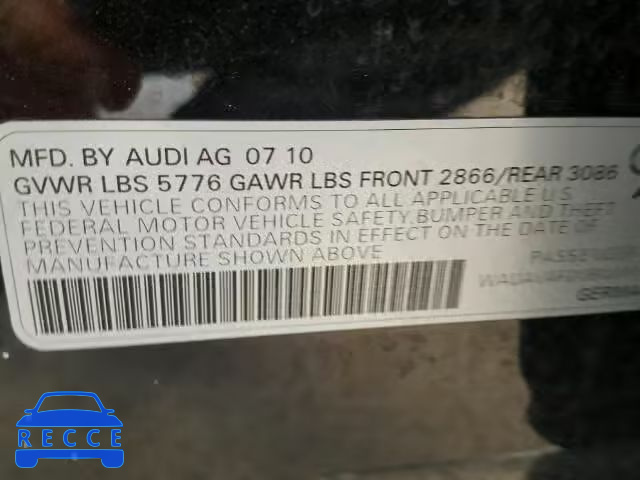 MFD. BY AUDI AG 07 10
GVWR LBS 5776 GAWR LBS FRONT 2866/REAR 3086
THIS VEHICLE CONFORMS TO ALL APPLICABLE U.S.
FEDERAL MOTOR VEHICLE SAFETY,BUMPER AND THEFT
PREVENTION STANDARDS IN EFFECT ON THE DATE OF
MANUFACTURE SHOWN ABOVE
RECCE